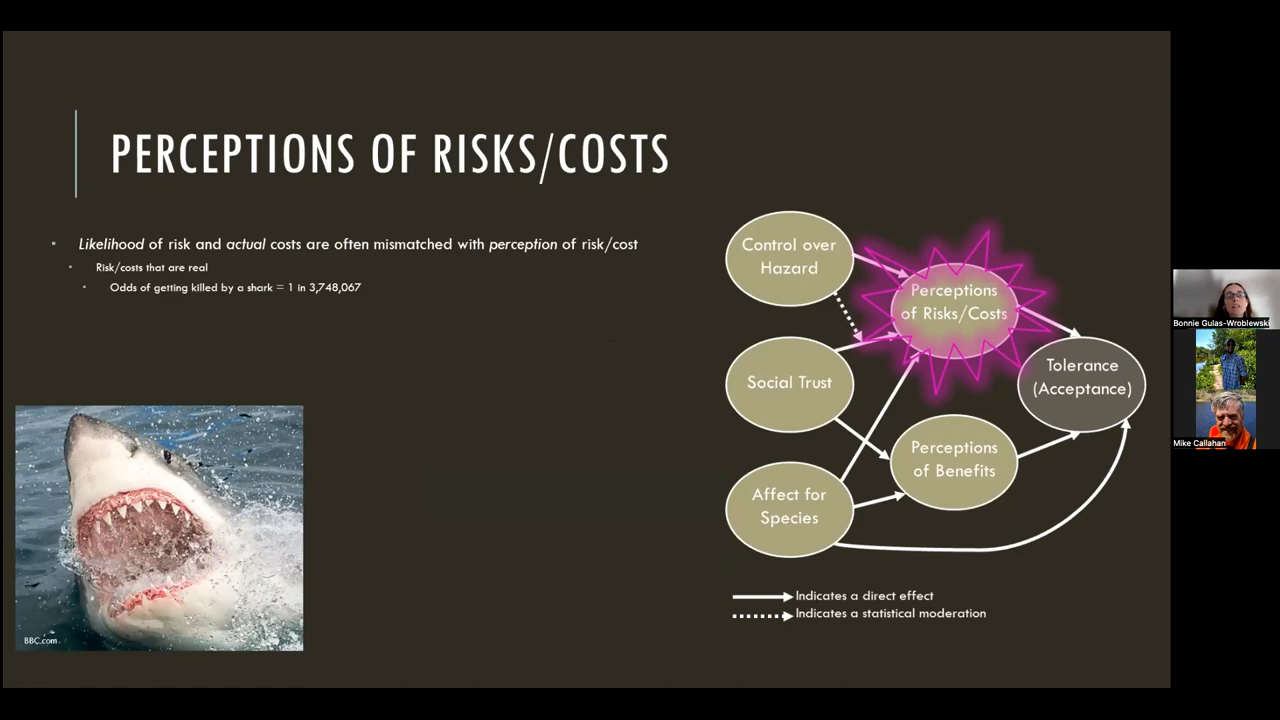 PERCEPTIONS OF RISKS/COSTS
▪ Likelihood of risk and actual costs are often mismatched with perception of risk/cost
▪ Risk/costs that are real
▪ Odds of getting killed by a shark = 1 in 3,748,067
BBC.com
Control over
Hazard
Perceptions
of Risks/Costs
Social Trust
Tolerance
(Acceptance)
Perceptions
of Benefits
Affect for
Species
Indicates a direct effect
Indicates a statistical moderation
Bonnie Gulas-Wroblewski
Mike Callahan